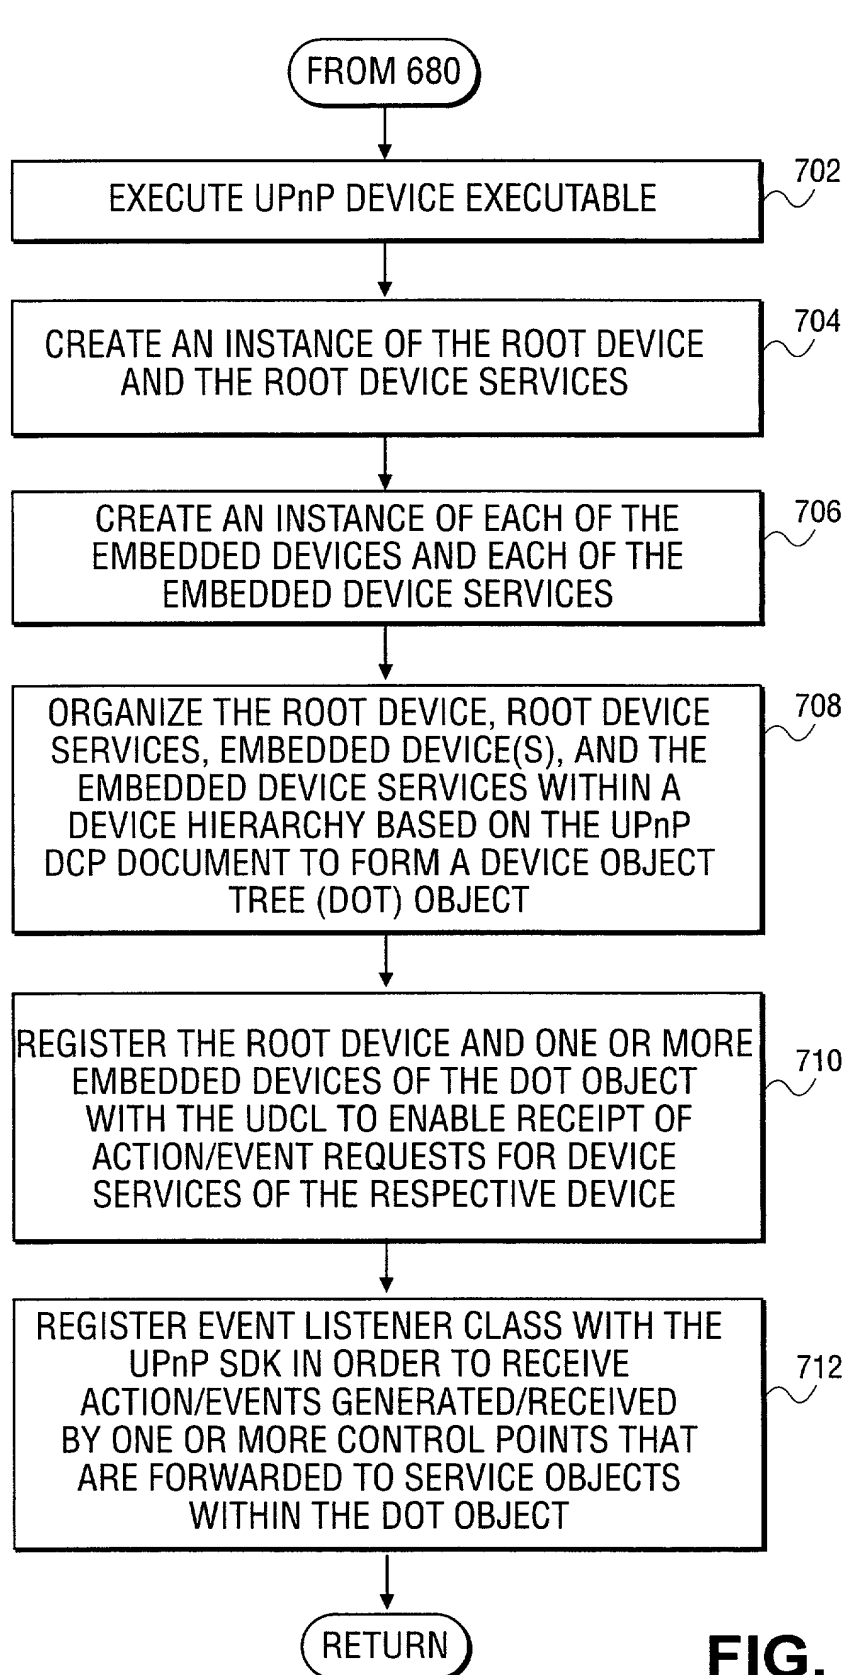 FROM 680
702
EXECUTE UPnP DEVICE EXECUTABLE
704
CREATE AN INSTANCE OF THE ROOT DEVICE
AND THE ROOT DEVICE SERVICES
706
CREATE AN INSTANCE OF EACH OF THE
EMBEDDED DEVICES AND EACH OF THE
EMBEDDED DEVICE SERVICES
708
ORGANIZE THE ROOT DEVICE, ROOT DEVICE
SERVICES, EMBEDDED DEVICE(S), AND THE
EMBEDDED DEVICE SERVICES WITHIN A
DEVICE HIERARCHY BASED ON THE UPnP
DCP DOCUMENT TO FORM A DEVICE OBJECT
TREE (DOT) OBJECT
710
REGISTER THE ROOT DEVICE AND ONE OR MORE
EMBEDDED DEVICES OF THE DOT OBJECT
WITH THE UDCL TO ENABLE RECEIPT OF
ACTION/EVENT REQUESTS FOR DEVICE
SERVICES OF THE RESPECTIVE DEVICE
712
REGISTER EVENT LISTENER CLASS WITH THE
UPnP SDK IN ORDER TO RECEIVE
ACTION/EVENTS GENERATED/RECEIVED
BY ONE OR MORE CONTROL POINTS THAT
ARE FORWARDED TO SERVICE OBJECTS
WITHIN THE DOT OBJECT
RETURN
FIG.